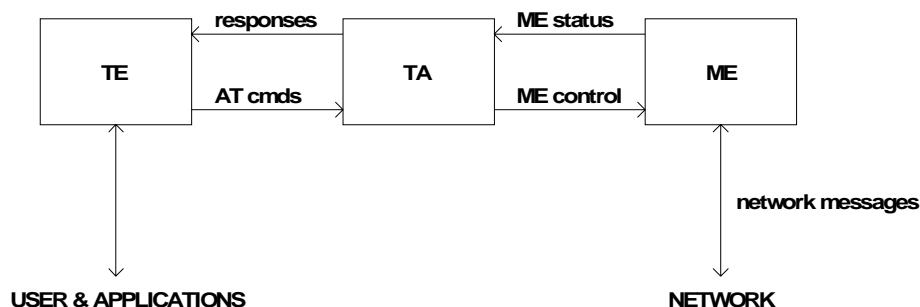 responses
ME status
TE
TA
ME
AT cmds
ME control
network messages
USER & APPLICATIONS
NETWORK